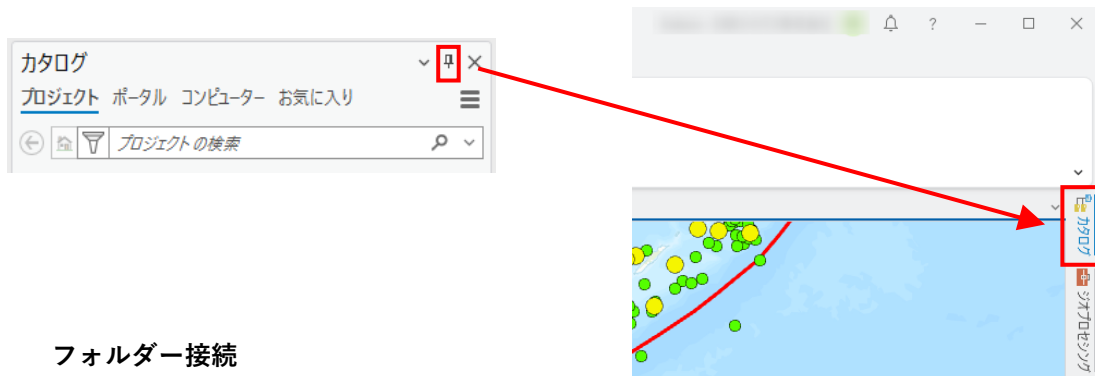 カタログ
プロジェクト ポータル コンピューター お気に入り
プロジェクトの検索
?
カタログ
ジオプロセシング
フォルダー接続